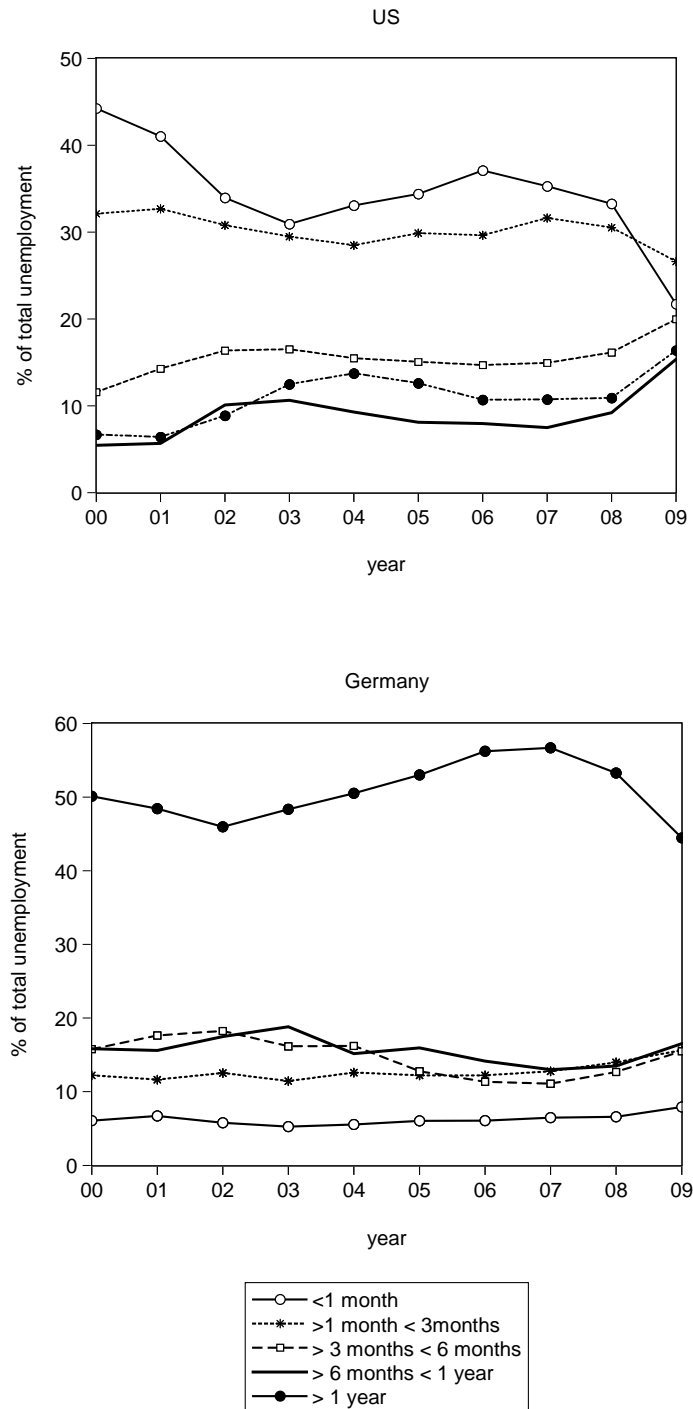 US
50
40
30
20
10
0
% of total unemployment
00 01 02 03 04 05 06 07 08 09
year
Germany
60
50
40
30
20
10
0
% of total unemployment
00 01 02 03 04 05 06 07 08 09
year
<1 month
>1 month < 3months
> 3 months < 6 months
> 6 months < 1 year
> 1 year